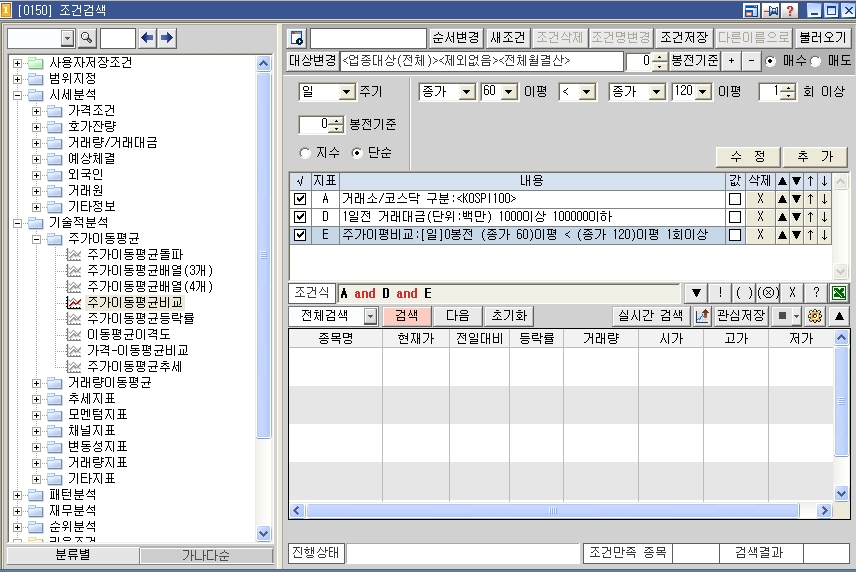 [0150] 조건검색
사용자저장조건
범위지정
시세분석
가격조건
호가잔량
거래량/거래대금
예상체결
외국인
거래원
기타정보
기술적분석
주가이동평균
주가이동평균돌파
주가이동평균배열(3개)
주가이동평균배열(4개)
주가이동평균비교
주가이동평균등락률
이동평균이격도
가격-이동평균비교
주가이동평균추세
거래량이동평균
추세지표
모멘텀지표
채널지표
변동성지표
거래량지표
기타지표
패턴분석
재무분석
순위분석
분류별 가나다순
순서변경 새조건 조건삭제 조건명변경 조건저장 다른이름으로 불러오기
대상변경 <업종대상(전체)><제외없음><전체월결산> 0 봉전기준 + - 매수 매도
일 주기 종가 60 이평 < 종가 120 이평 1 회 이상
0 봉전기준
지수 단순
수 정 추 가
√ 지표 내용 값 삭제 ▲▼↑↓
A 거래소/코스닥 구분:<KOSPI100> X ▲▼↑↓
D 1일전 거래대금(단위:백만) 10000이상 1000000이하 X ▲▼↑↓
E 주가이평비교:[일]0봉전 (종가 60)이평 < (종가 120)이평 1회이상 X ▲▼↑↓
조건식 A and D and E ▼ ! ( ) (ⓧ) X ?
전체검색 검색 다음 초기화 실시간 검색 관심저장 ■ ▲
종목명 현재가 전일대비 등락률 거래량 시가 고가 저가
진행상태 조건만족 종목 검색결과